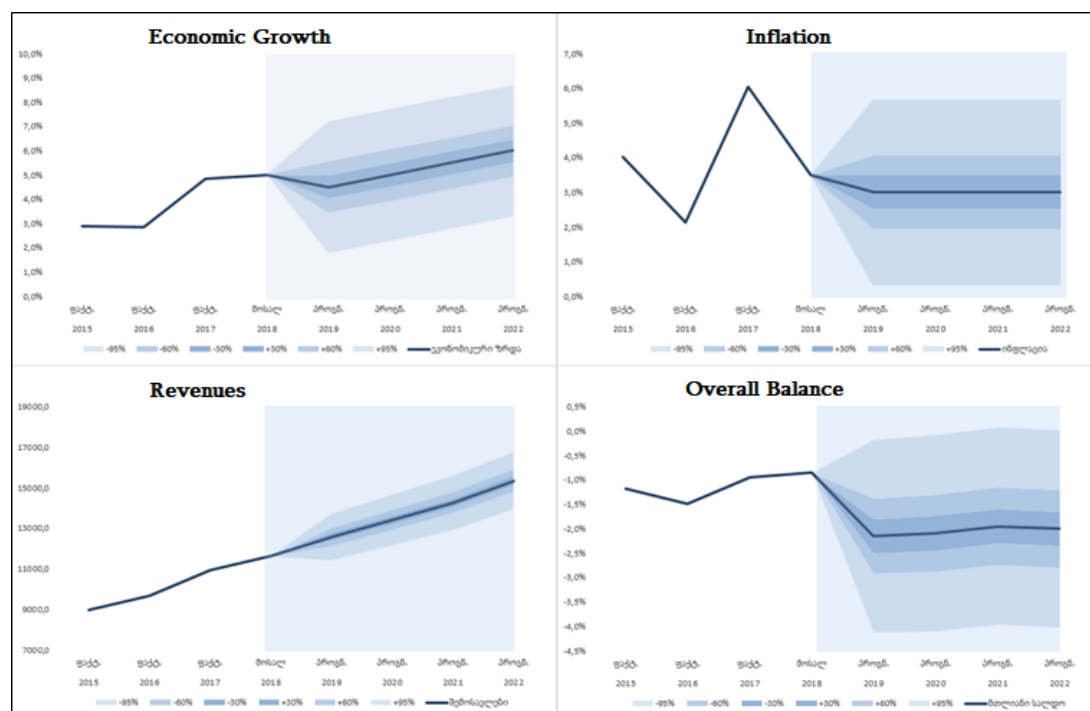 Economic Growth
10,0%
9,0%
8,0%
7,0%
6,0%
5,0%
4,0%
3,0%
2,0%
1,0%
0,0%
ფაქტ. ფაქტ. ფაქტ. მოსალ პროგნ. პროგნ. პროგნ. პროგნ.
2015 2016 2017 2018 2019 2020 2021 2022
-95% -60% -30% +30% +60% +95% ეკონომიკური ზრდა
Inflation
7,0%
6,0%
5,0%
4,0%
3,0%
2,0%
1,0%
0,0%
ფაქტ. ფაქტ. ფაქტ. მოსალ პროგნ. პროგნ. პროგნ. პროგნ.
2015 2016 2017 2018 2019 2020 2021 2022
-95% -60% -30% +30% +60% +95% ინფლაცია
Revenues
19000,0
17000,0
15000,0
13000,0
11000,0
9000,0
7000,0
ფაქტ. ფაქტ. ფაქტ. მოსალ პროგნ. პროგნ. პროგნ. პროგნ.
2015 2016 2017 2018 2019 2020 2021 2022
-95% -60% -30% +30% +60% +95% შემოსავლები
Overall Balance
0,5%
0,0%
-0,5%
-1,0%
-1,5%
-2,0%
-2,5%
-3,0%
-3,5%
-4,0%
-4,5%
ფაქტ. ფაქტ. ფაქტ. მოსალ პროგნ. პროგნ. პროგნ. პროგნ.
2015 2016 2017 2018 2019 2020 2021 2022
-95% -60% -30% +30% +60% +95% მთლიანი სალდო